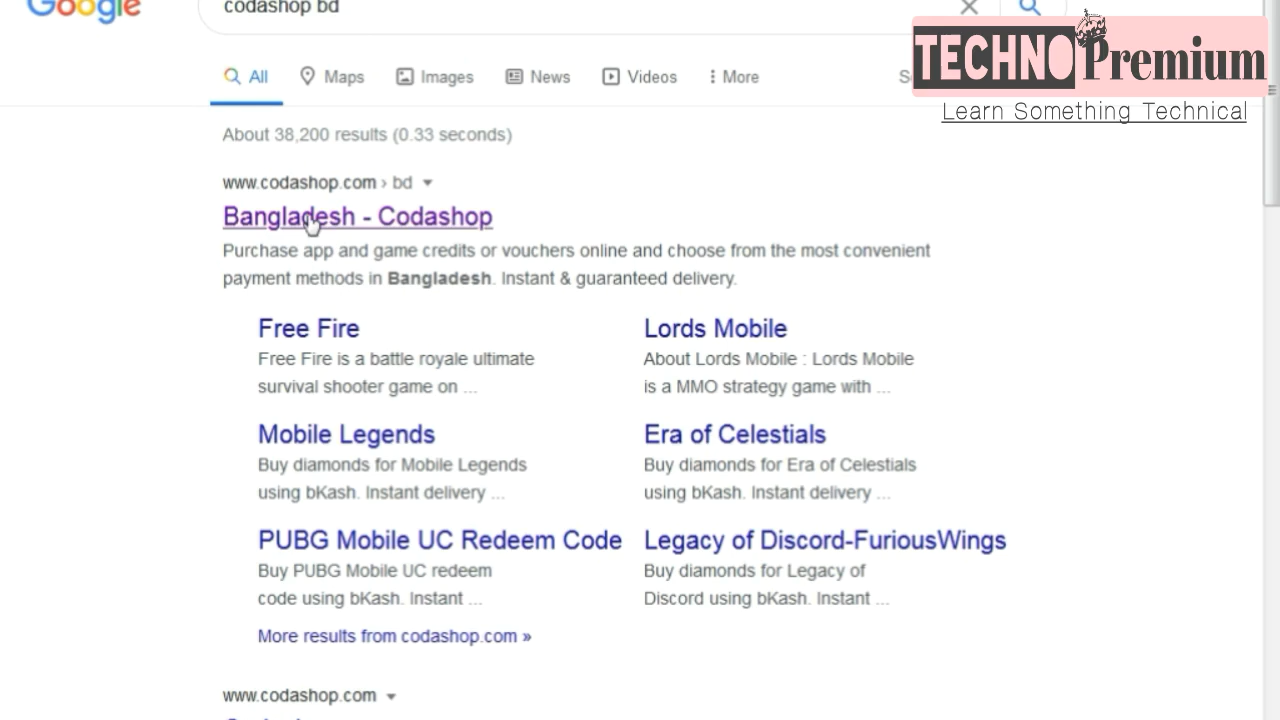 Google
codashop bd
TECHNO Premium
Learn Something Technical
All
Maps
Images
News
Videos
More
About 38,200 results (0.33 seconds)
www.codashop.com › bd
Bangladesh - Codashop
Purchase app and game credits or vouchers online and choose from the most convenient
payment methods in Bangladesh. Instant & guaranteed delivery.
Free Fire
Free Fire is a battle royale ultimate
survival shooter game on ...
Lords Mobile
About Lords Mobile : Lords Mobile
is a MMO strategy game with ...
Mobile Legends
Buy diamonds for Mobile Legends
using bKash. Instant delivery ...
Era of Celestials
Buy diamonds for Era of Celestials
using bKash. Instant delivery ...
PUBG Mobile UC Redeem Code
Buy PUBG Mobile UC redeem
code using bKash. Instant ...
Legacy of Discord-FuriousWings
Buy diamonds for Legacy of
Discord using bKash. Instant ...
More results from codashop.com »
www.codashop.com